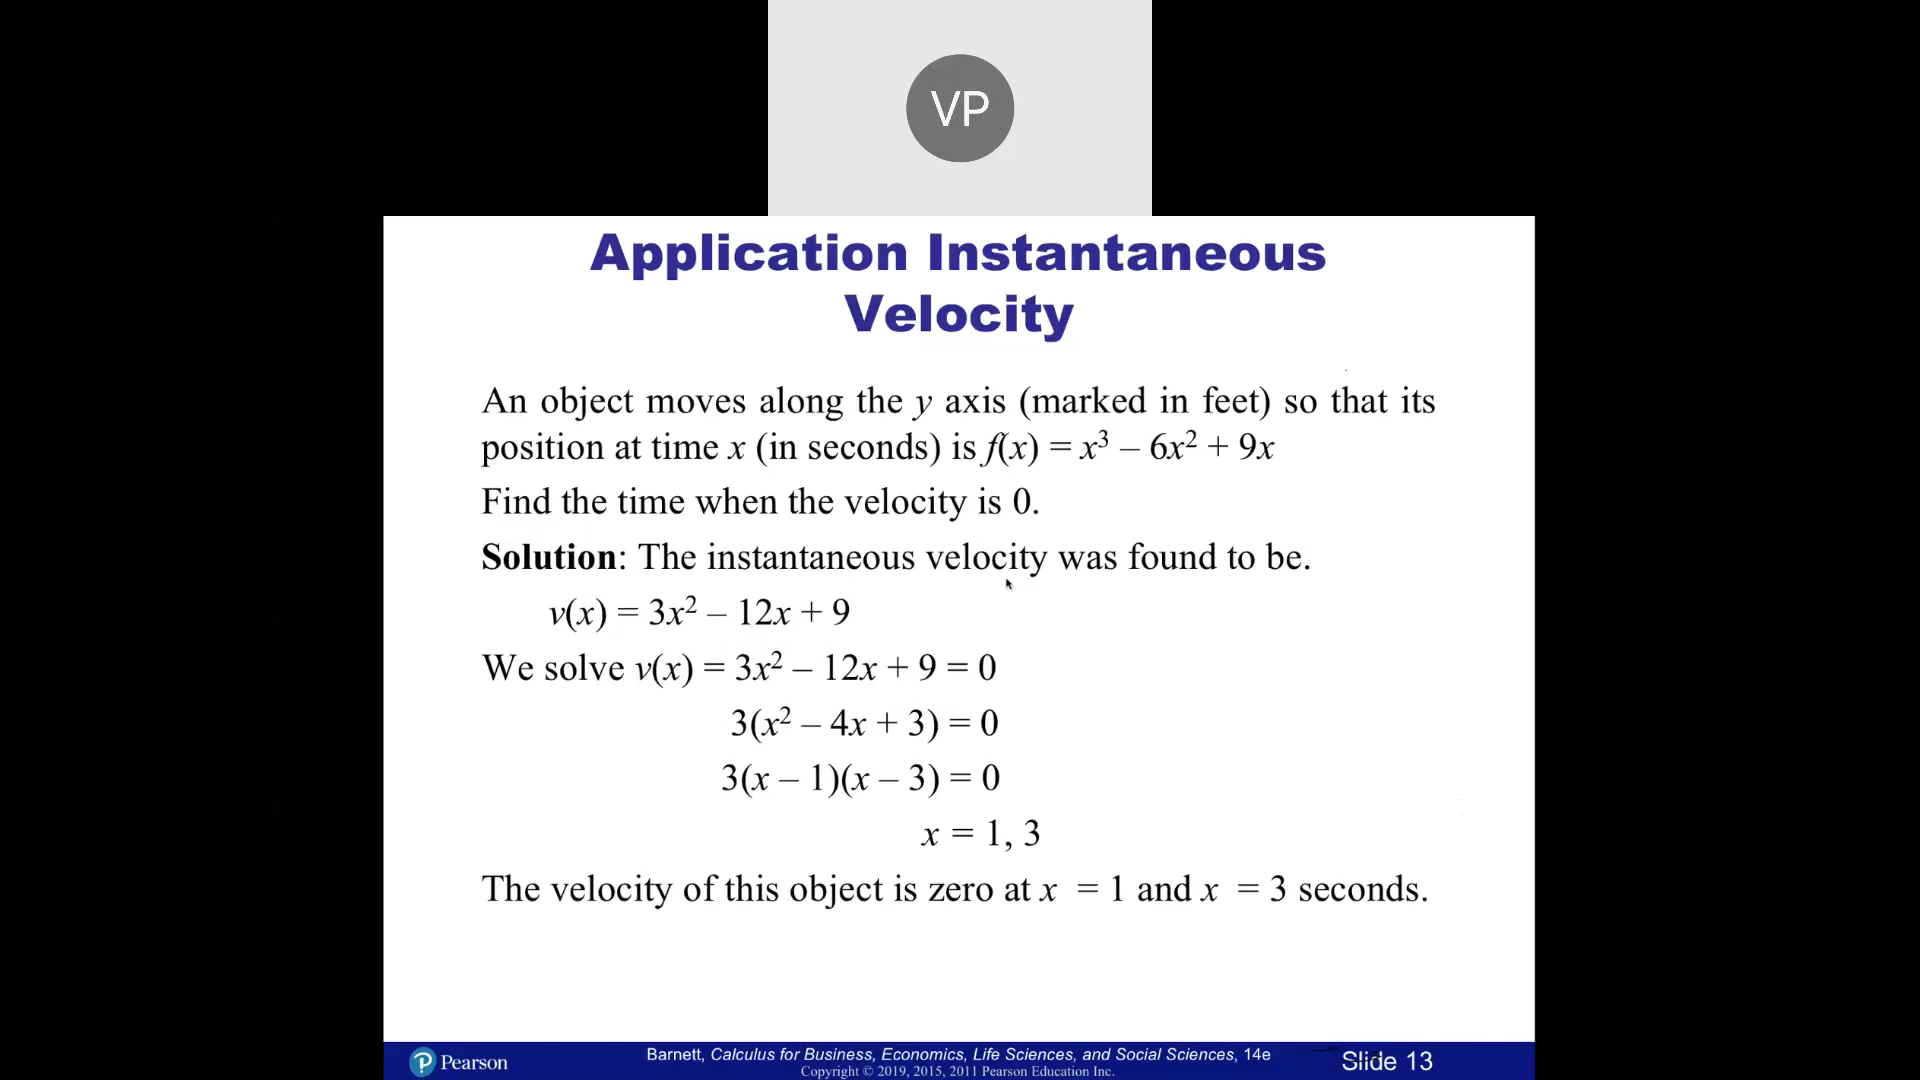 VP
Application Instantaneous
Velocity
An object moves along the y axis (marked in feet) so that its
position at time x (in seconds) is f(x) = x³ – 6x² + 9x
Find the time when the velocity is 0.
Solution: The instantaneous velocity was found to be.
v(x) = 3x² – 12x + 9
We solve v(x) = 3x² – 12x + 9 = 0
3(x² – 4x + 3) = 0
3(x – 1)(x – 3) = 0
x = 1, 3
The velocity of this object is zero at x = 1 and x = 3 seconds.
Pearson
Barnett, Calculus for Business, Economics, Life Sciences, and Social Sciences, 14e
Copyright © 2019, 2015, 2011 Pearson Education Inc.
Slide 13